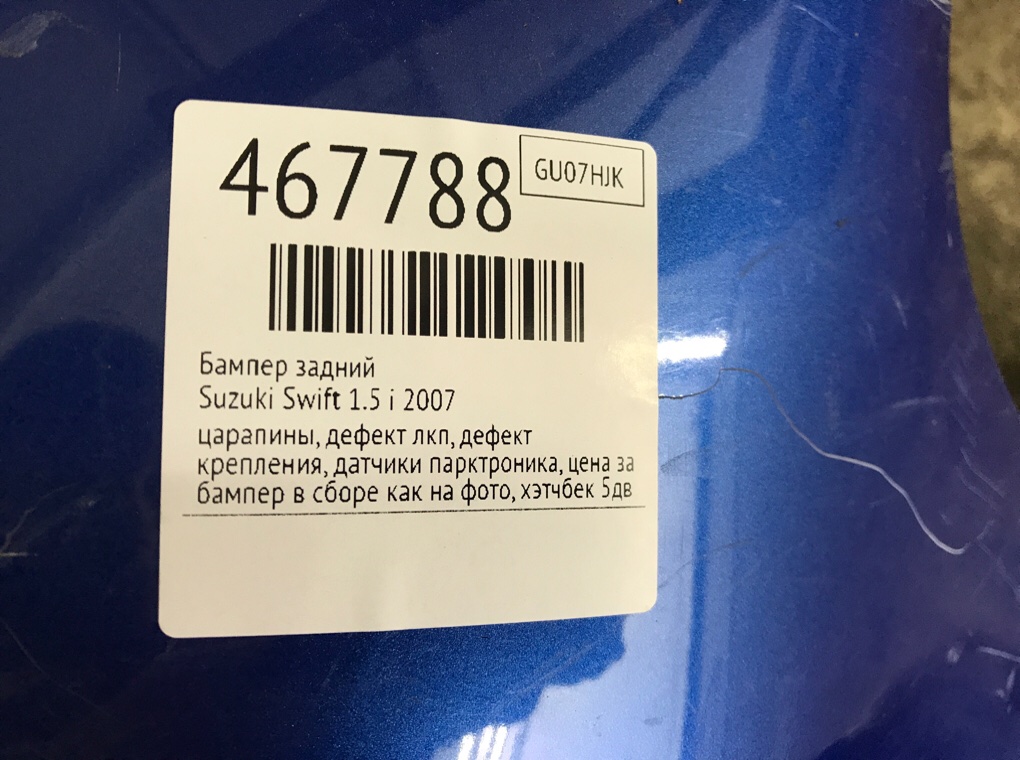 467788
GU07HJK
Бампер задний
Suzuki Swift 1.5 i 2007
царапины, дефект лкп, дефект
крепления, датчики парктроника, цена за
бампер в сборе как на фото, хэтчбек 5дв